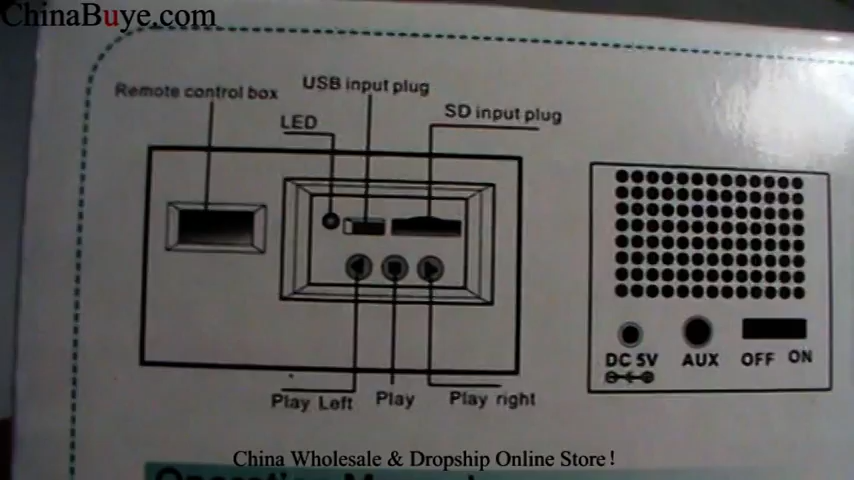 ChinaBuye.com
Remote control box
USB input plug
LED
SD input plug
DC 5V
AUX
OFF
ON
Play Left
Play
Play right
China Wholesale & Dropship Online Store!